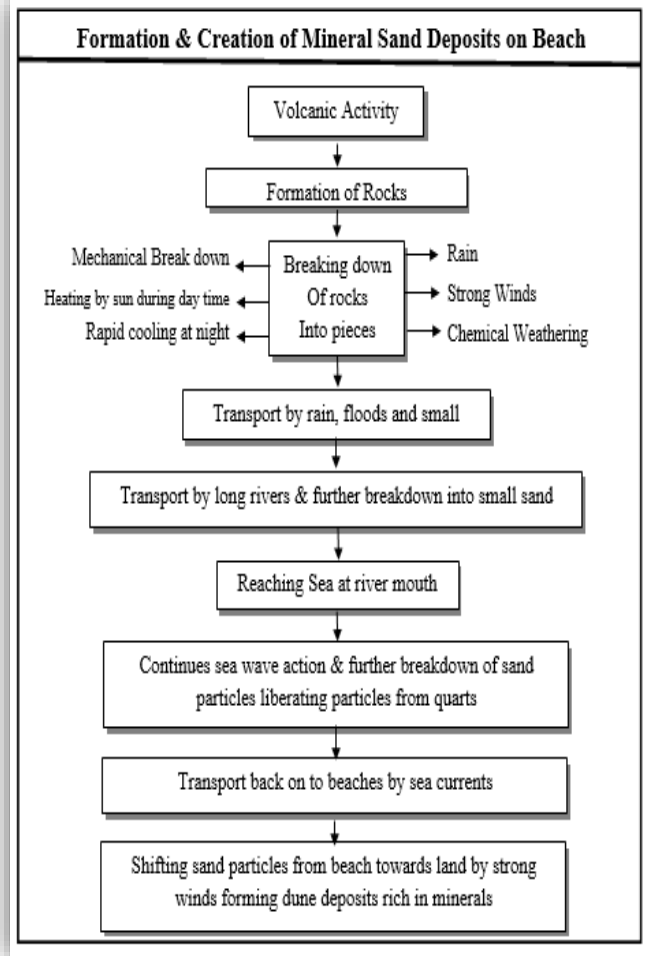 Formation & Creation of Mineral Sand Deposits on Beach
Volcanic Activity
Formation of Rocks
Mechanical Break down
Heating by sun during day time
Rapid cooling at night
Breaking down
Of rocks
Into pieces
Rain
Strong Winds
Chemical Weathering
Transport by rain, floods and small
Transport by long rivers & further breakdown into small sand
Reaching Sea at river mouth
Continues sea wave action & further breakdown of sand
particles liberating particles from quarts
Transport back on to beaches by sea currents
Shifting sand particles from beach towards land by strong
winds forming dune deposits rich in minerals